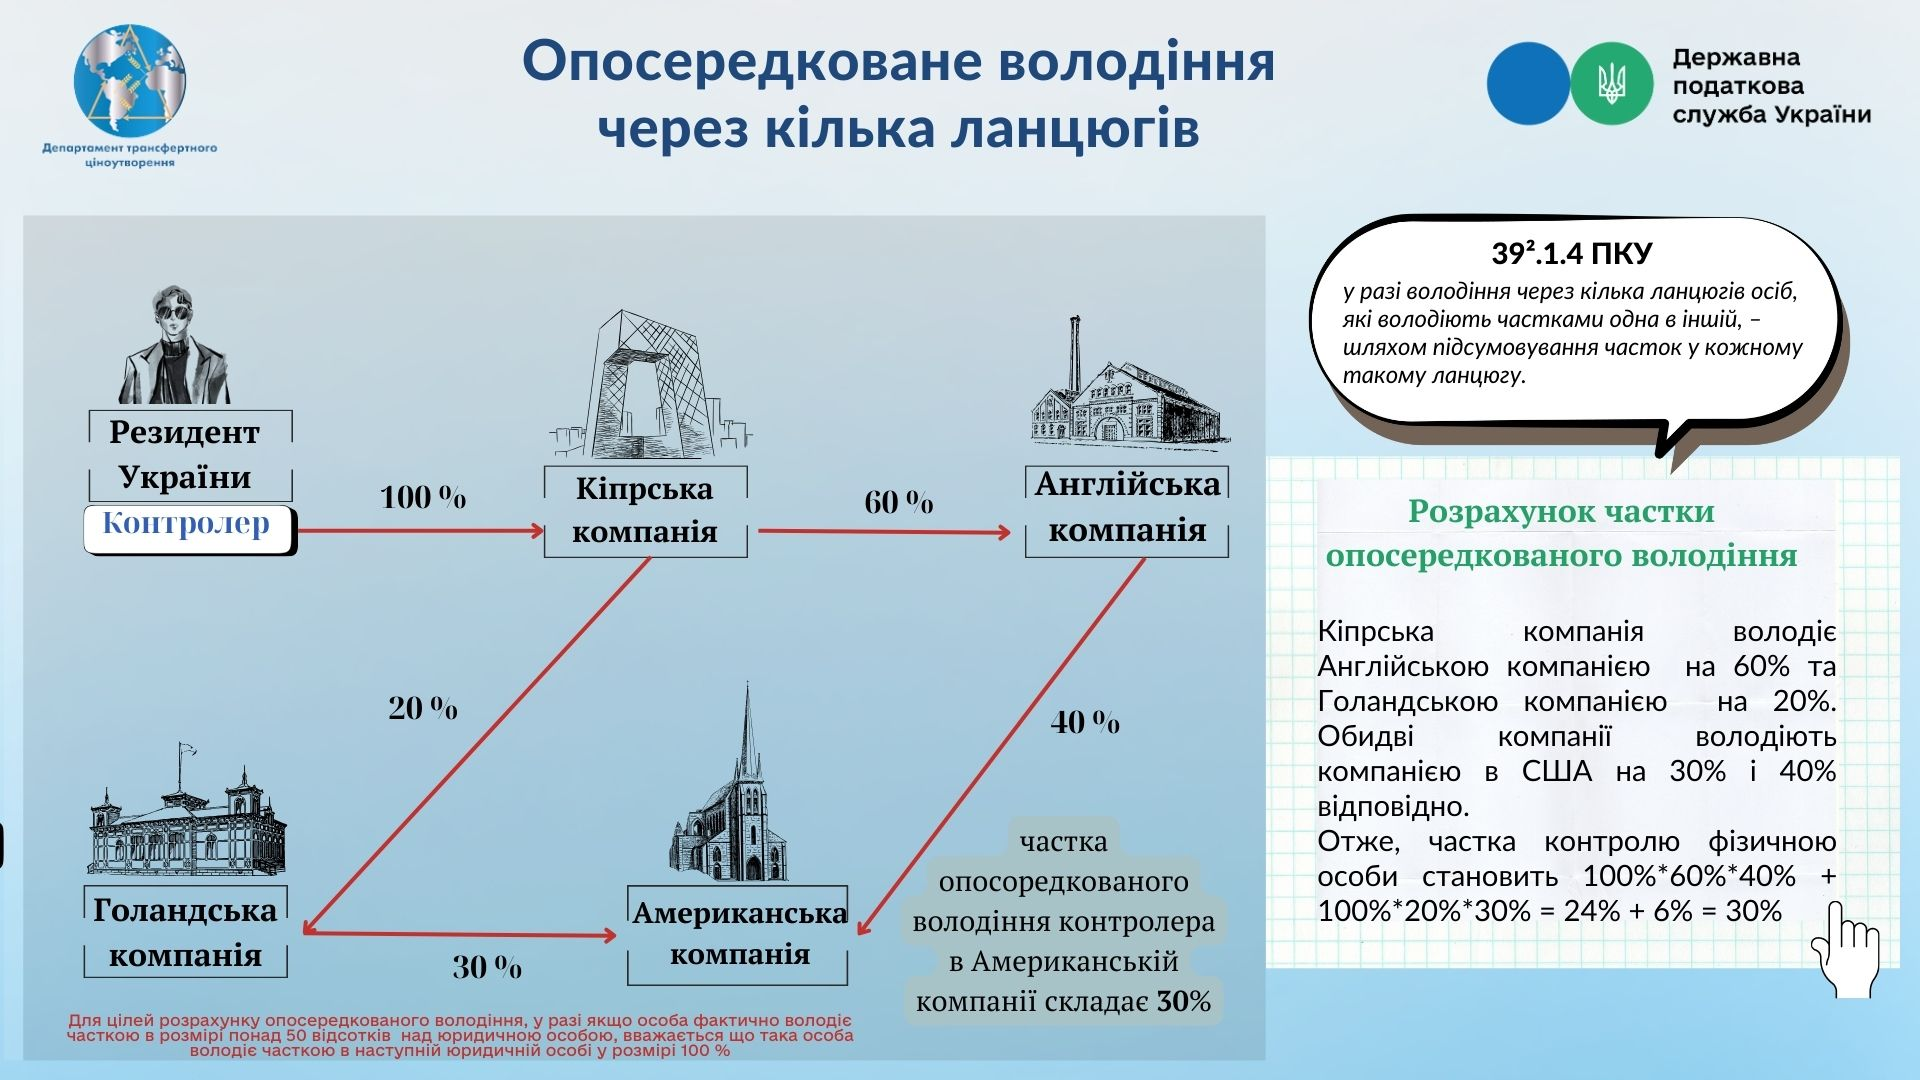 Департамент трансфертного
ціноутворення
Опосередковане володіння
через кілька ланцюгів
Державна
податкова
служба України
39².1.4 ПКУ
у разі володіння через кілька ланцюгів осіб,
які володіють частками одна в іншій, –
шляхом підсумовування часток у кожному
такому ланцюгу.
Резидент
України
Контролер
100 %
Кіпрська
компанія
60 %
Англійська
компанія
20 %
40 %
Голандська
компанія
30 %
Американська
компанія
частка
опосоредкованого
володіння контролера
в Американській
компанії складає 30%
Для цілей розрахунку опосередкованого володіння, у разі якщо особа фактично володіє
часткою в розмірі понад 50 відсотків над юридичною особою, вважається що така особа
володіє часткою в наступній юридичній особі у розмірі 100 %
Розрахунок частки
опосередкованого володіння
Кіпрська компанія володіє
Англійською компанією на 60% та
Голандською компанією на 20%.
Обидві компанії володіють
компанією в США на 30% і 40%
відповідно.
Отже, частка контролю фізичною
особи становить 100%*60%*40% +
100%*20%*30% = 24% + 6% = 30%